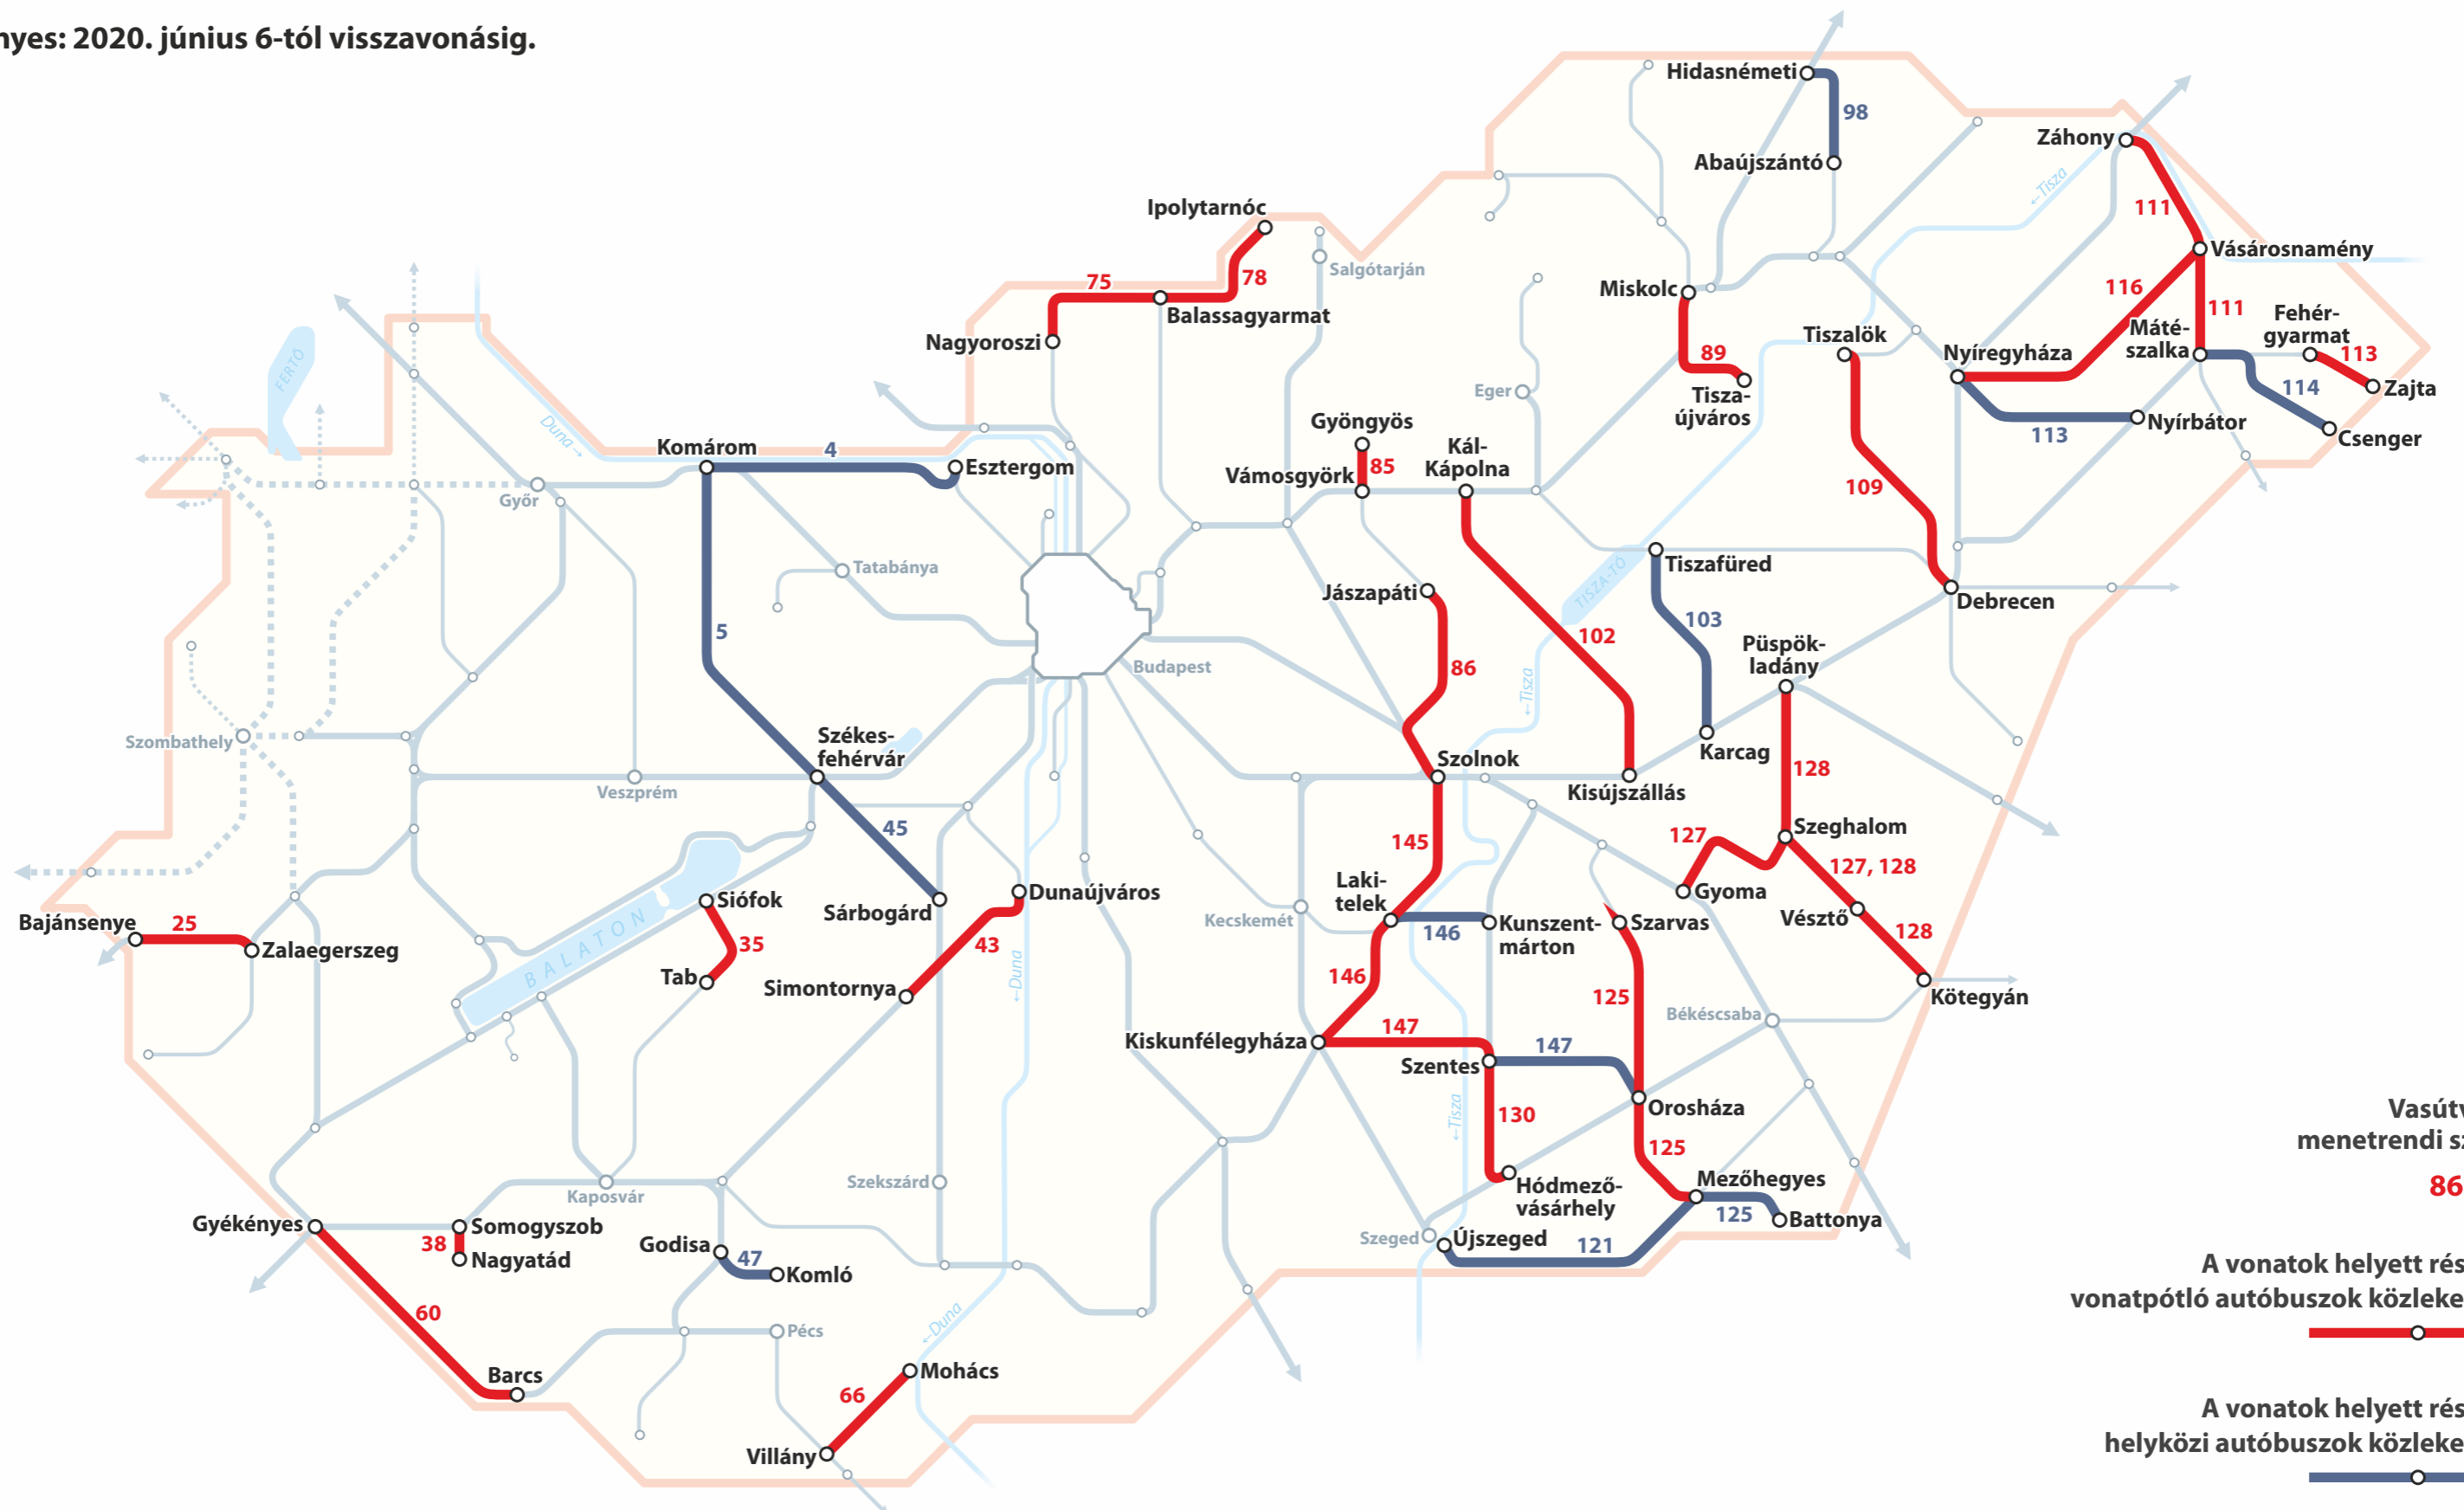 nyes: 2020. június 6-tól visszavonásig.
Hidasnémeti
98
Abaújszántó
Záhony
←Tisza
111
Vásárosnamény
Ipolytarnóc
78
75
Salgótarján
Balassagyarmat
Nagyoroszi
Miskolc
89
Tisza-
újváros
Tiszalök
Nyíregyháza
116
111
Máté-
szalka
Fehér-
gyarmat
113
Zajta
114
Csenger
Nyírbátor
113
109
FERTŐ
Duna→
Győr
Komárom
4
Esztergom
Eger
Gyöngyös
85
Vámosgyörk
Kál-
Kápolna
Tatabánya
Budapest
Jászapáti
86
102
TISZA-TÓ
Tiszafüred
103
Debrecen
Püspök-
ladány
←Tisza
Karcag
5
Székes-
fehérvár
Szombathely
Veszprém
45
Szolnok
Kisújszállás
128
145
127
Szeghalom
127, 128
Gyoma
Vésztő
128
Kötegyán
Bajánsenye
25
Zalaegerszeg
BALATON
Siófok
35
Tab
Sárbogárd
Dunaújváros
43
Simontornya
←Duna
Kecskemét
Laki-
telek
146
Kunszent-
márton
Szarvas
125
146
Békéscsaba
Kiskunfélegyháza
147
147
Szentes
Orosháza
130
←Tisza
125
Hódmező-
vásárhely
Mezőhegyes
125
Battonya
Szeged
Újszeged
121
Kaposvár
Szekszárd
Gyékényes
Somogyszob
38
Nagyatád
Godisa
47
Komló
60
Barcs
Pécs
←Duna
Mohács
66
Villány
Vasútv
menetrendi sz
86
A vonatok helyett rés
vonatpótló autóbuszok közleke
A vonatok helyett rés
helyközi autóbuszok közleke